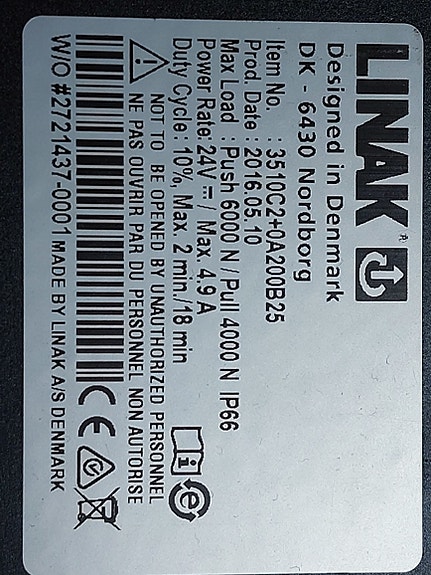 LINAK®
Designed in Denmark
DK - 6430 Nordborg
Item No. : 3510C2+0A200B25
Prod. Date : 2016.05.10
Max Load : Push 6000 N / Pull 4000 N IP66
Power Rate: 24V ⎓ / Max. 4.9 A
Duty Cycle: 10%, Max. 2 min./18 min
NOT TO BE OPENED BY UNAUTHORIZED PERSONNEL
NE PAS OUVRIR PAR DU PERSONNEL NON AUTORISE
CE
W/O #2721437-0001 MADE BY LINAK A/S DENMARK